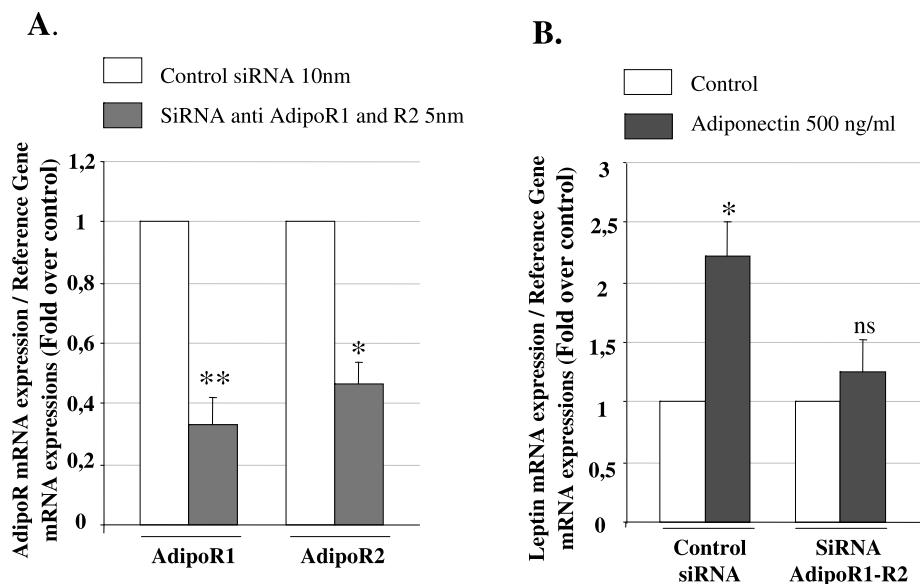 A.
Control siRNA 10nm
SiRNA anti AdipoR1 and R2 5nm
AdipoR mRNA expression / Reference Gene
mRNA expressions (Fold over control)
1,2
1
0,8
0,6
0,4
0,2
0
**
*
AdipoR1
AdipoR2
B.
Control
Adiponectin 500 ng/ml
Leptin mRNA expression / Reference Gene
mRNA expressions (Fold over control)
3
2,5
2
1,5
1
0,5
0
*
ns
Control
siRNA
SiRNA
AdipoR1-R2